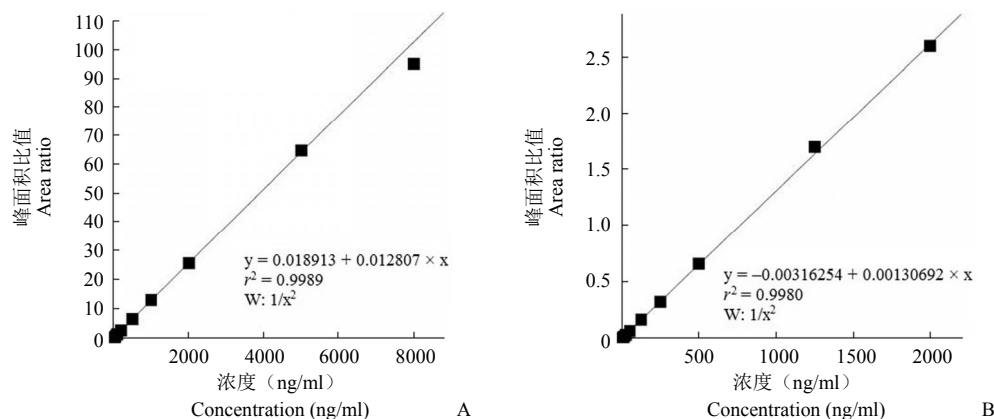 110
100
90
80
70
60
50
40
30
20
10
0
峰面积比值
Area ratio
y = 0.018913 + 0.012807 × x
r² = 0.9989
W: 1/x²
2000
4000
6000
8000
浓度（ng/ml）
Concentration (ng/ml)
A
2.5
2.0
1.5
1.0
0.5
0
峰面积比值
Area ratio
y = –0.00316254 + 0.00130692 × x
r² = 0.9980
W: 1/x²
500
1000
1500
2000
浓度（ng/ml）
Concentration (ng/ml)
B